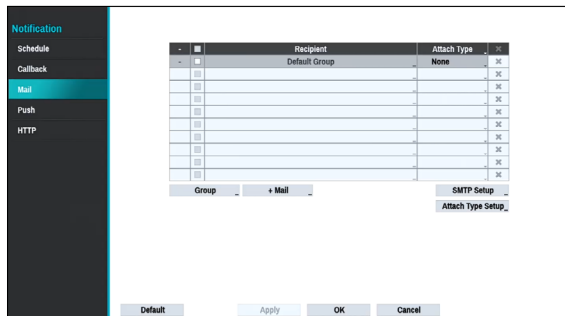 Notification
Schedule
Callback
Mail
Push
HTTP
- Recipient Attach Type
- Default Group None
Group + Mail SMTP Setup
Attach Type Setup
Default Apply OK Cancel